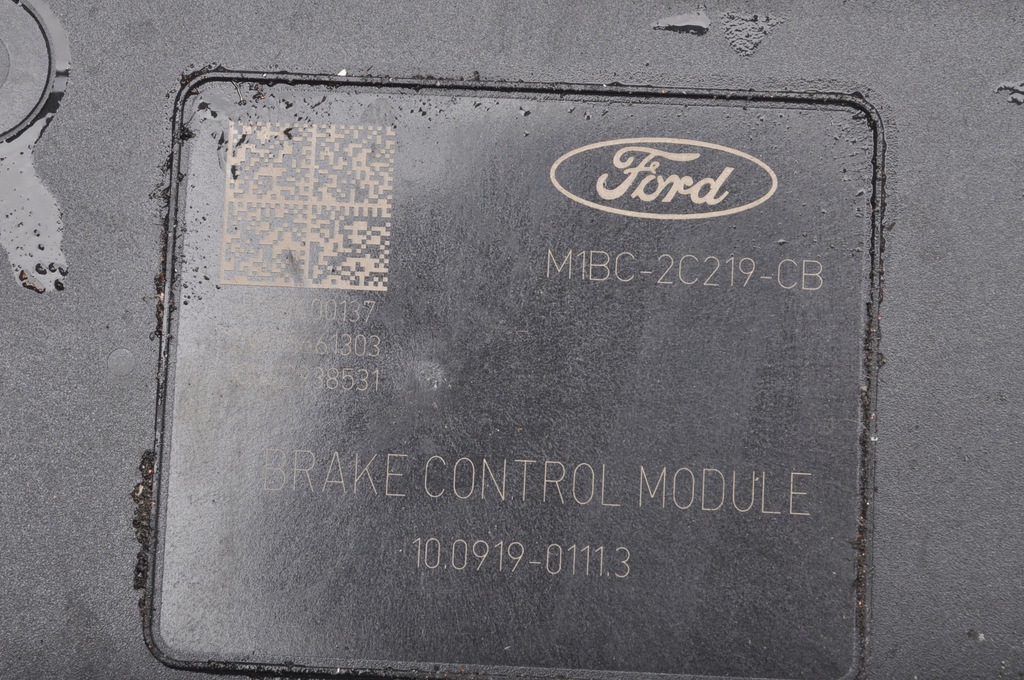 Ford
M1BC-2C219-CB
BRAKE CONTROL MODULE
10.0919-0111.3